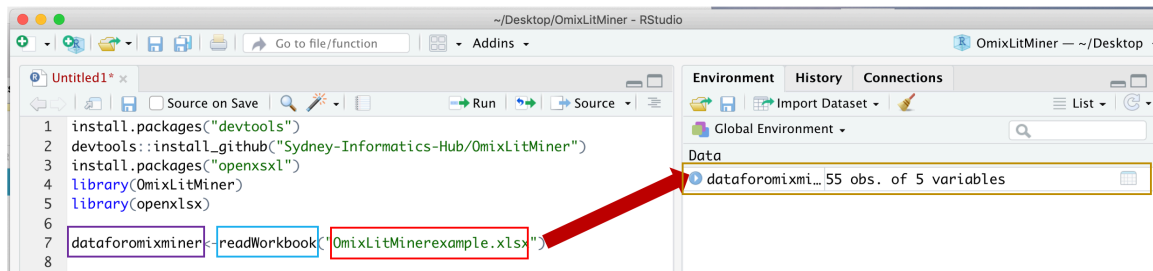 ~/Desktop/OmixLitMiner - RStudio
Go to file/function
Addins
OmixLitMiner — ~/Desktop
Untitled1*
Source on Save
Run
Source
1 install.packages("devtools")
2 devtools::install_github("Sydney-Informatics-Hub/OmixLitMiner")
3 install.packages("openxsxl")
4 library(OmixLitMiner)
5 library(openxlsx)
6
7 dataforomixminer<-readWorkbook("OmixLitMinerexample.xlsx")
8
Environment History Connections
Import Dataset
List
Global Environment
Data
dataforomixmi… 55 obs. of 5 variables